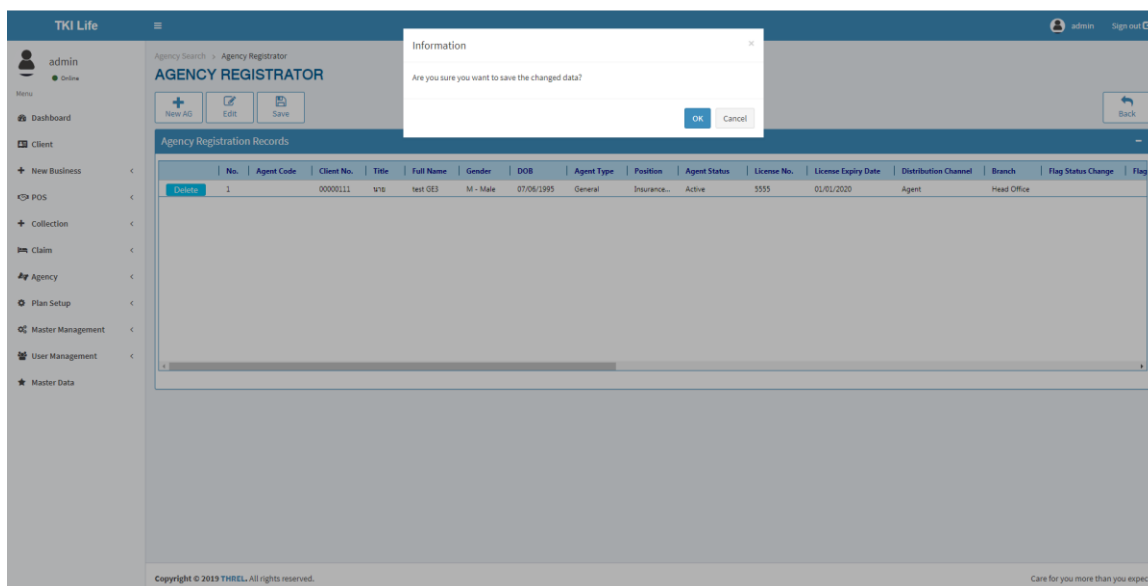 TKI Life
admin
Sign out
admin
Online
Menu
Dashboard
Client
New Business
POS
Collection
Claim
Agency
Plan Setup
Master Management
User Management
Master Data
Agency Search > Agency Registrator
AGENCY REGISTRATOR
New AG Edit Save
Back
Information ×
Are you sure you want to save the changed data?
OK Cancel
Agency Registration Records
No. Agent Code Client No. Title Full Name Gender DOB Agent Type Position Agent Status License No. License Expiry Date Distribution Channel Branch Flag Status Change Flag
Delete 1 00000111 นาย test GE3 M - Male 07/06/1995 General Insurance... Active 5555 01/01/2020 Agent Head Office
Copyright © 2019 THREL. All rights reserved.
Care for you more than you expec